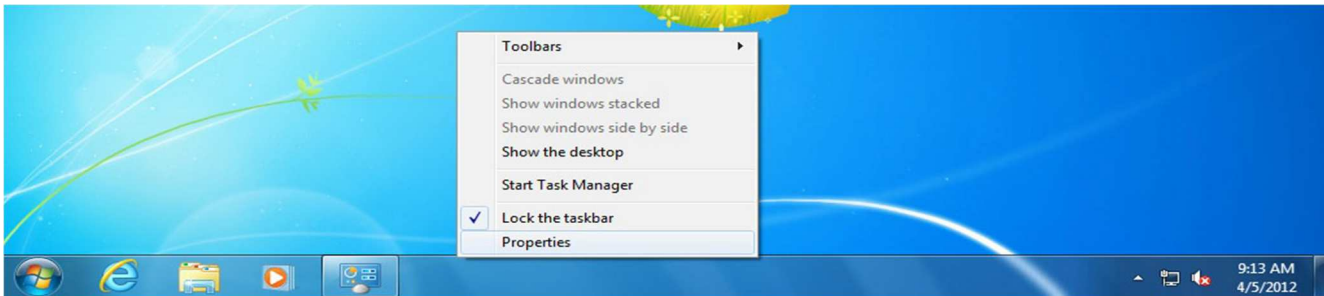 Toolbars
Cascade windows
Show windows stacked
Show windows side by side
Show the desktop
Start Task Manager
Lock the taskbar
Properties
9:13 AM
4/5/2012